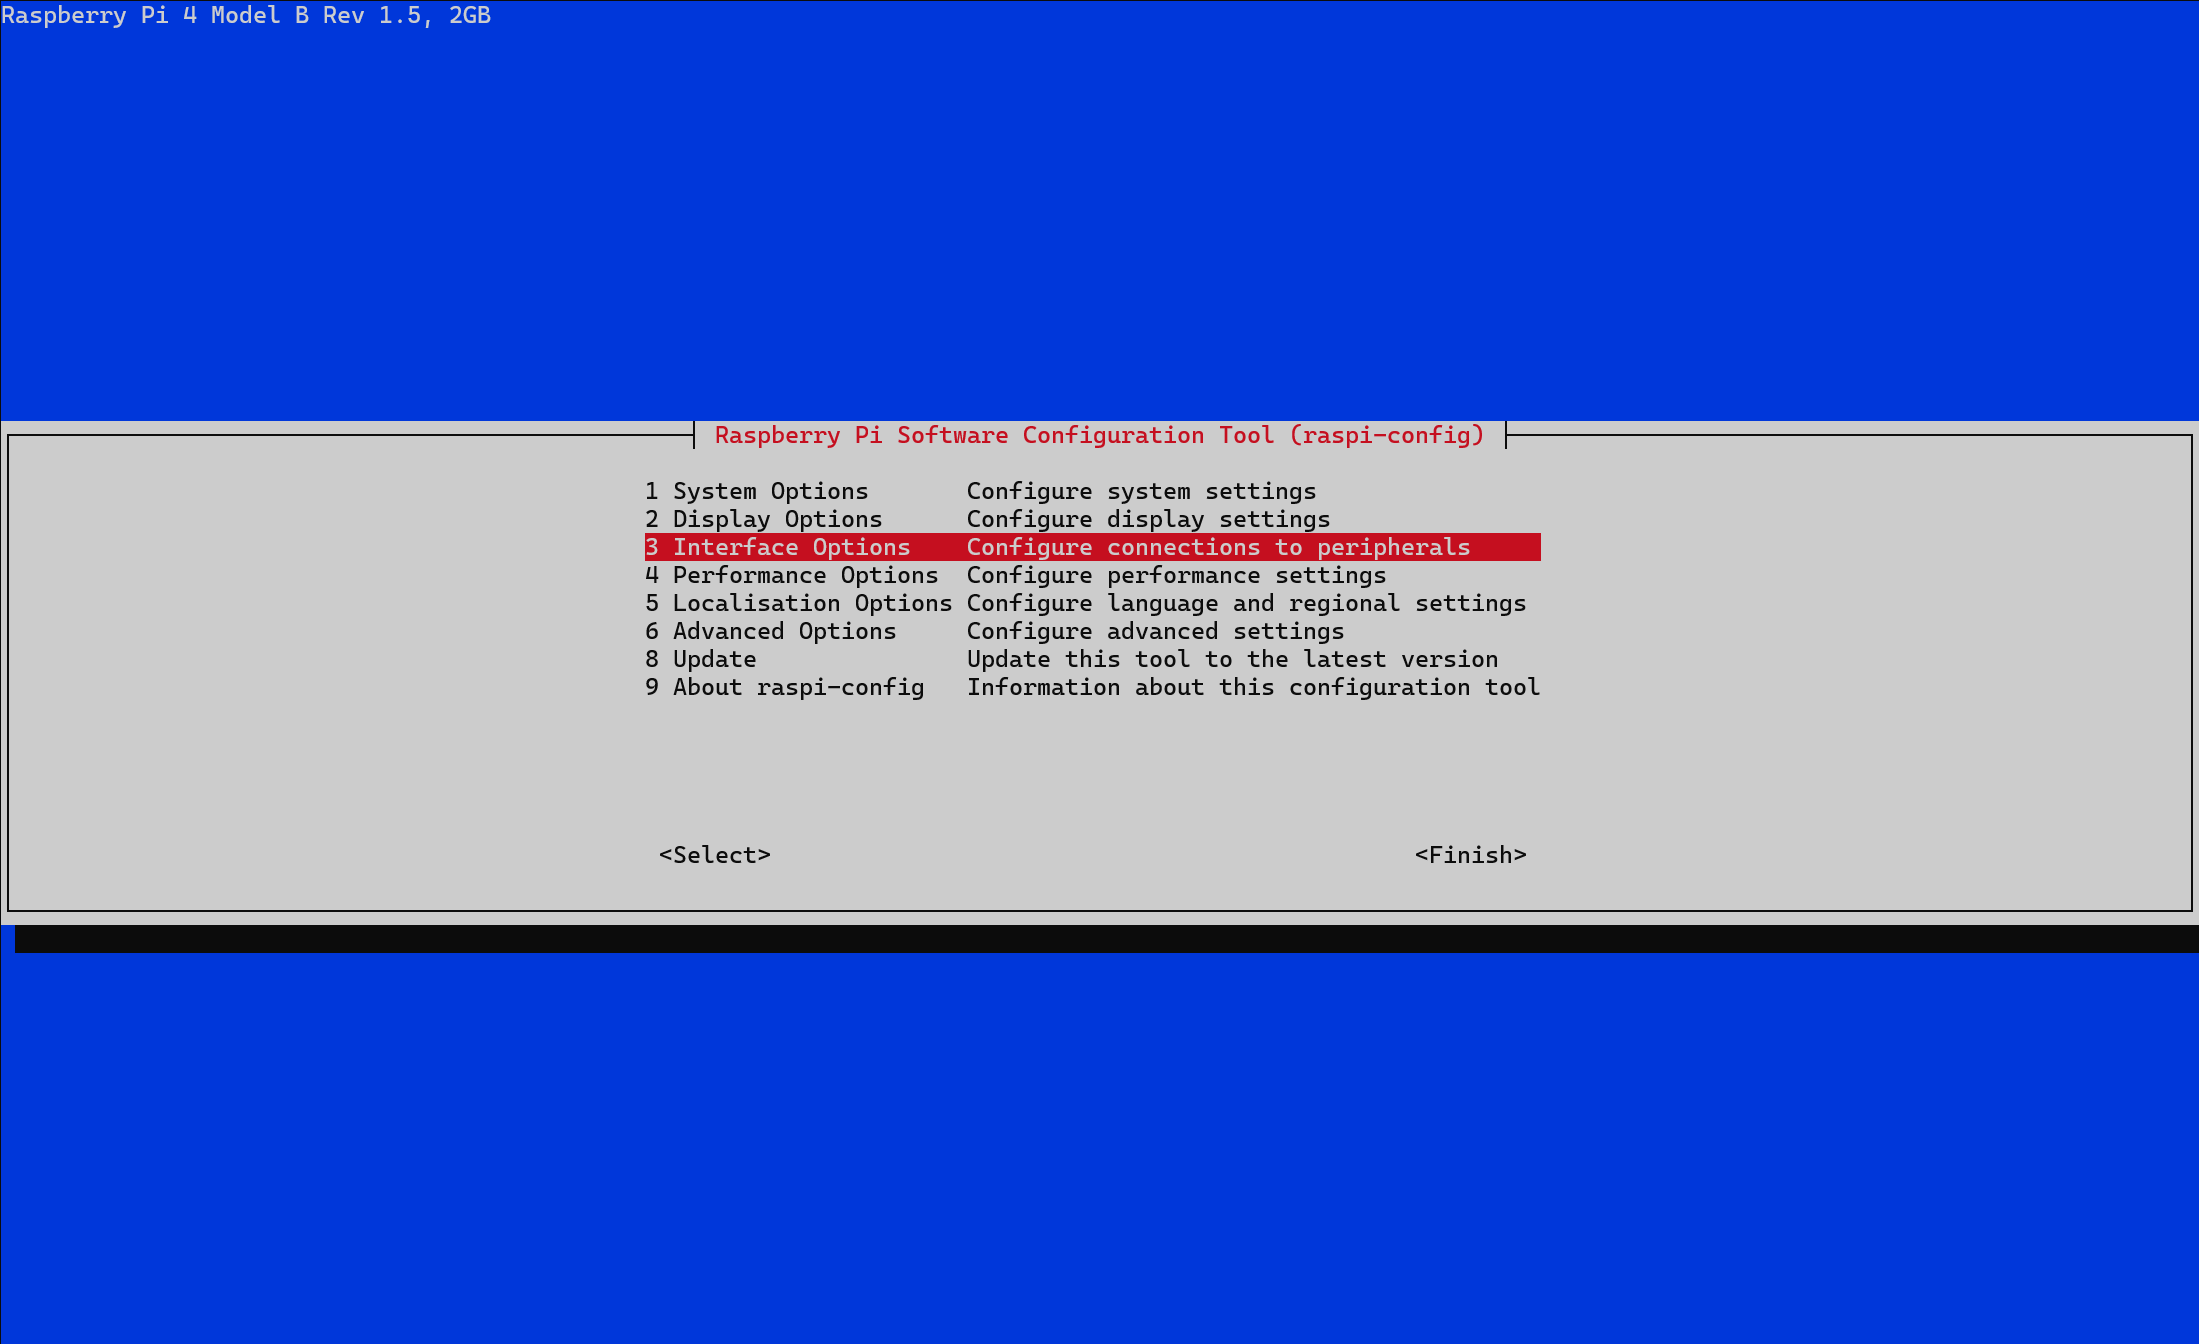 Raspberry Pi 4 Model B Rev 1.5, 2GB
Raspberry Pi Software Configuration Tool (raspi-config)
1 System Options       Configure system settings
2 Display Options      Configure display settings
3 Interface Options    Configure connections to peripherals
4 Performance Options  Configure performance settings
5 Localisation Options Configure language and regional settings
6 Advanced Options     Configure advanced settings
8 Update               Update this tool to the latest version
9 About raspi-config   Information about this configuration tool
<Select>                                              <Finish>